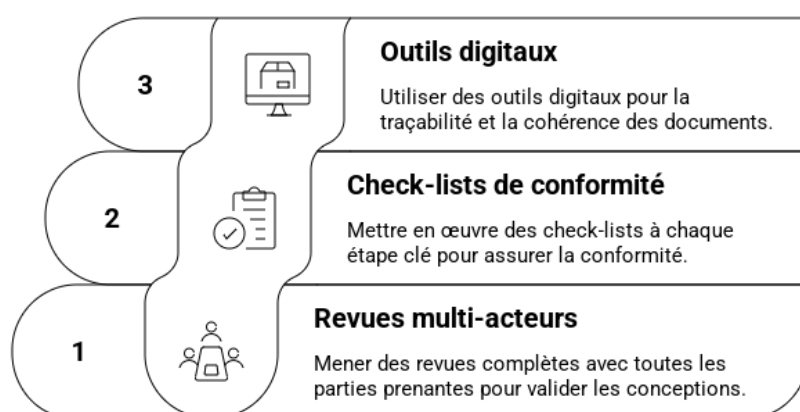 3
Outils digitaux
Utiliser des outils digitaux pour la
traçabilité et la cohérence des documents.
2
Check-lists de conformité
Mettre en œuvre des check-lists à chaque
étape clé pour assurer la conformité.
1
Revues multi-acteurs
Mener des revues complètes avec toutes les
parties prenantes pour valider les conceptions.